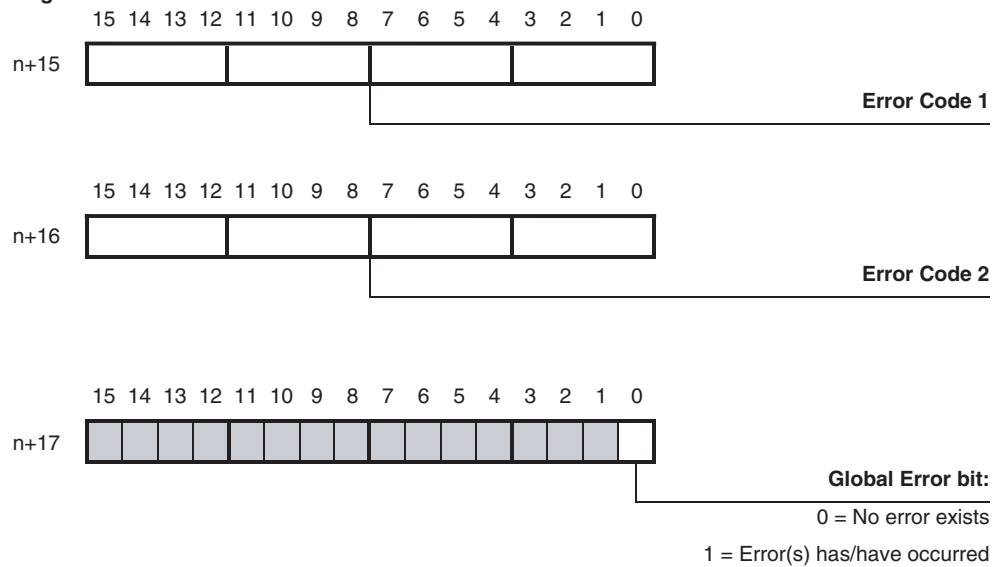 15 14 13 12 11 10 9 8 7 6 5 4 3 2 1 0
n+15
Error Code 1
15 14 13 12 11 10 9 8 7 6 5 4 3 2 1 0
n+16
Error Code 2
15 14 13 12 11 10 9 8 7 6 5 4 3 2 1 0
n+17
Global Error bit:
0 = No error exists
1 = Error(s) has/have occurred